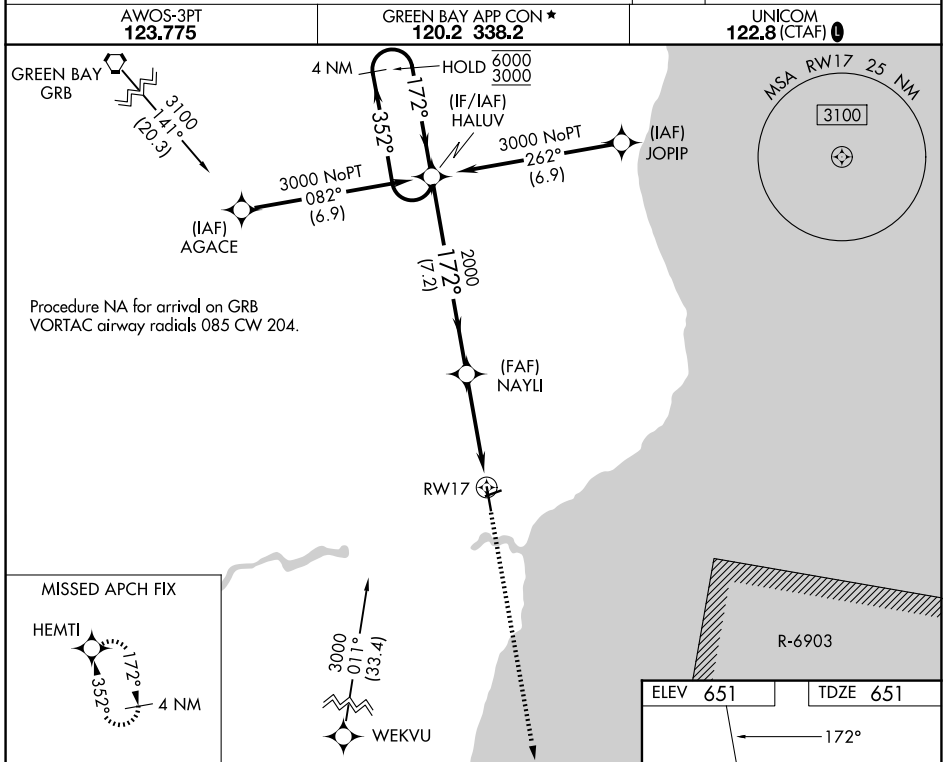 AWOS-3PT
123.775
GREEN BAY APP CON ★
120.2 338.2
UNICOM
122.8 (CTAF) L
GREEN BAY
GRB
3100
141°
(20.3)
4 NM
HOLD 6000
3000
172°
352°
(IF/IAF)
HALUV
3000 NoPT
262°
(6.9)
(IAF)
JOPIP
3000 NoPT
082°
(6.9)
(IAF)
AGACE
MSA RW17 25 NM
3100
2000
172°
(7.2)
Procedure NA for arrival on GRB
VORTAC airway radials 085 CW 204.
(FAF)
NAYLI
RW17
MISSED APCH FIX
HEMTI
172°
352°
4 NM
3000
011°
(33.4)
WEKVU
R-6903
ELEV 651
TDZE 651
172°